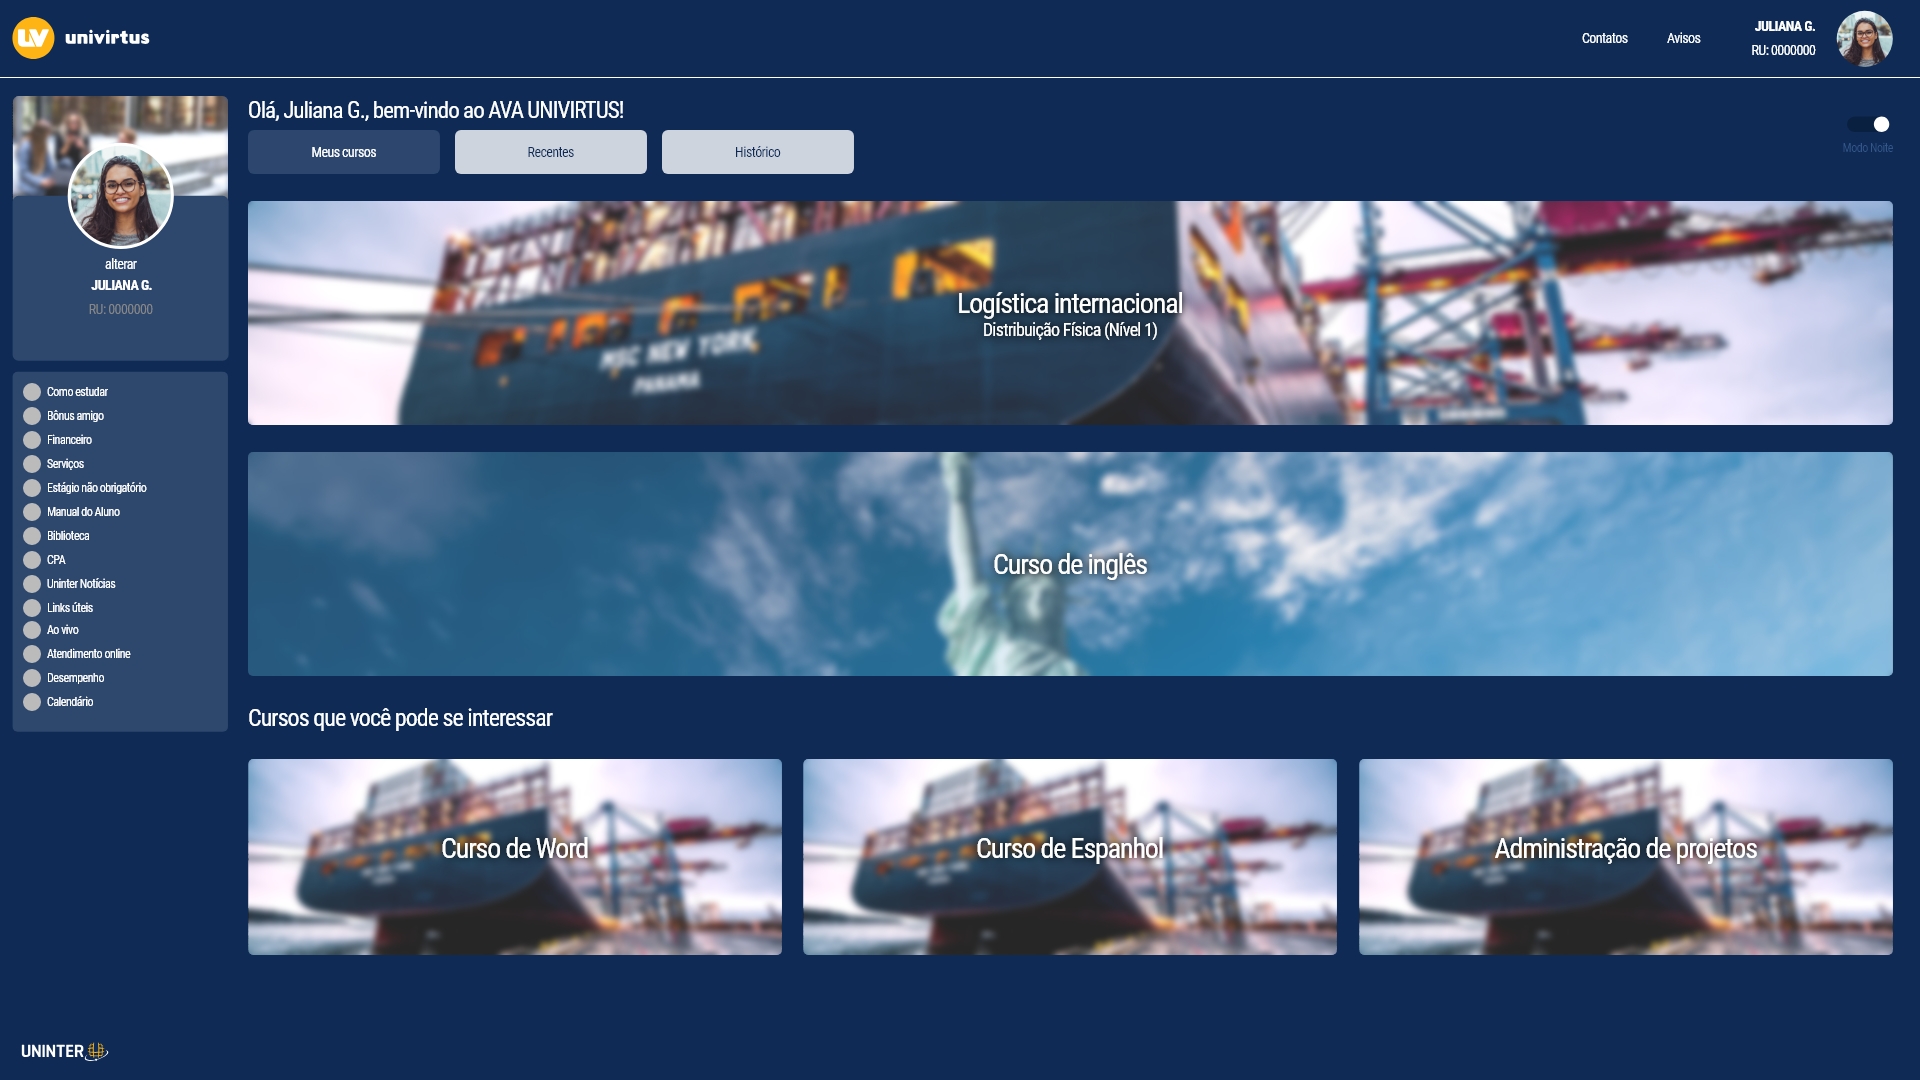 univirtus
Contatos
Avisos
JULIANA G.
RU: 0000000
alterar
JULIANA G.
RU: 0000000
Como estudar
Bônus amigo
Financeiro
Serviços
Estágio não obrigatório
Manual do Aluno
Biblioteca
CPA
Uninter Notícias
Links úteis
Ao vivo
Atendimento online
Desempenho
Calendário
Olá, Juliana G., bem-vindo ao AVA UNIVIRTUS!
Meus cursos
Recentes
Histórico
Modo Noite
MSC NEW YORK
PANAMA
Logística internacional
Distribuição Física (Nível 1)
Curso de inglês
Cursos que você pode se interessar
Curso de Word
Curso de Espanhol
Administração de projetos
UNINTER